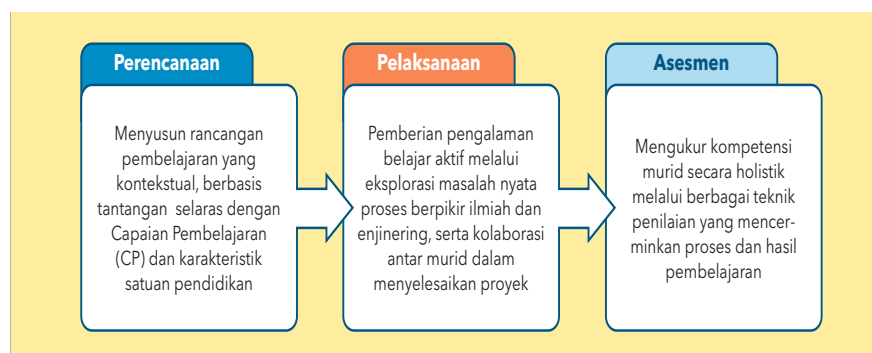 Perencanaan
Menyusun rancangan
pembelajaran yang
kontekstual, berbasis
tantangan selaras dengan
Capaian Pembelajaran
(CP) dan karakteristik
satuan pendidikan
Pelaksanaan
Pemberian pengalaman
belajar aktif melalui
eksplorasi masalah nyata
proses berpikir ilmiah dan
enjinering, serta kolaborasi
antar murid dalam
menyelesaikan proyek
Asesmen
Mengukur kompetensi
murid secara holistik
melalui berbagai teknik
penilaian yang mencer-
minkan proses dan hasil
pembelajaran